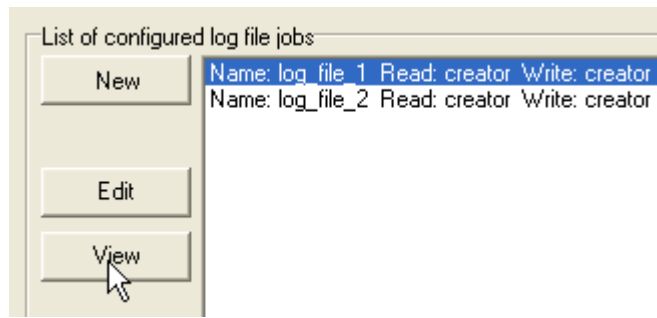 List of configured log file jobs
New
Name: log_file_1 Read: creator Write: creator
Name: log_file_2 Read: creator Write: creator
Edit
View